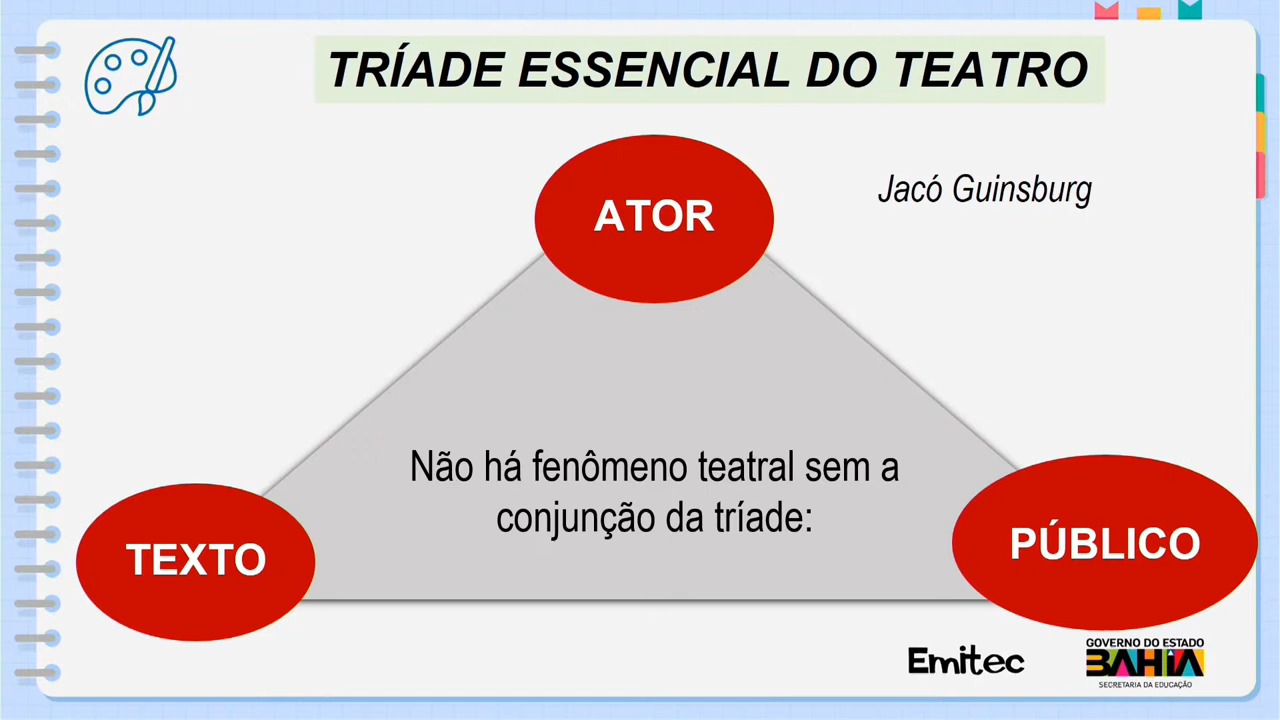 TRÍADE ESSENCIAL DO TEATRO
Jacó Guinsburg
ATOR
Não há fenômeno teatral sem a
conjunção da tríade:
TEXTO
PÚBLICO
Emitec
GOVERNO DO ESTADO
BAHIA
SECRETARIA DA EDUCAÇÃO